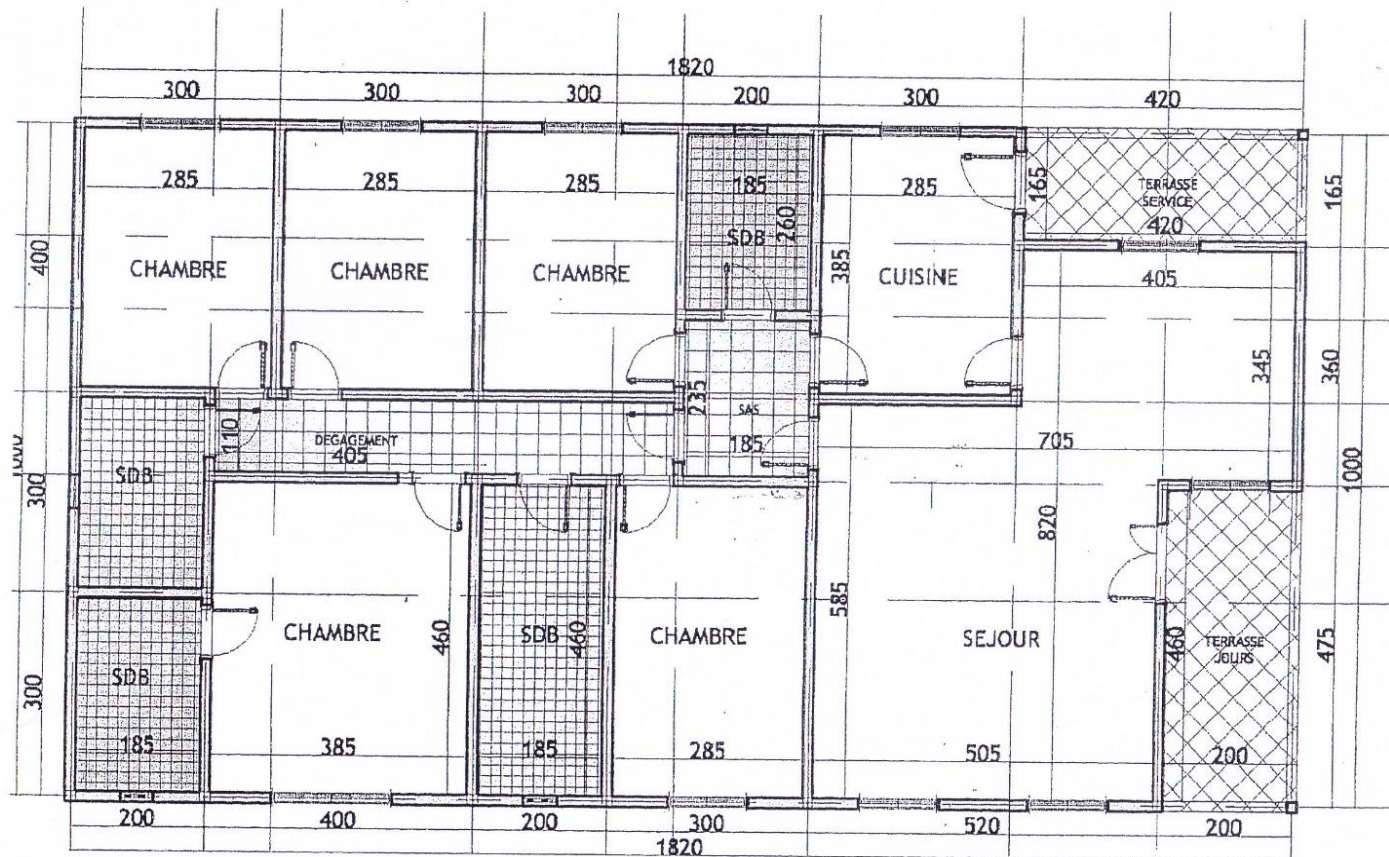 1820
300
300
300
200
300
420
285
285
285
185
285
165
TERRASSE
SERVICE
420
165
260
SDB
400
CHAMBRE
CHAMBRE
CHAMBRE
385
CUISINE
405
345
360
235
SAS
185
110
DEGAGEMENT
405
705
1000
SDB
300
820
585
CHAMBRE
460
SDB
460
CHAMBRE
SEJOUR
460
TERRASSE
JOURS
475
SDB
300
185
385
185
285
505
200
200
400
200
300
520
200
1820